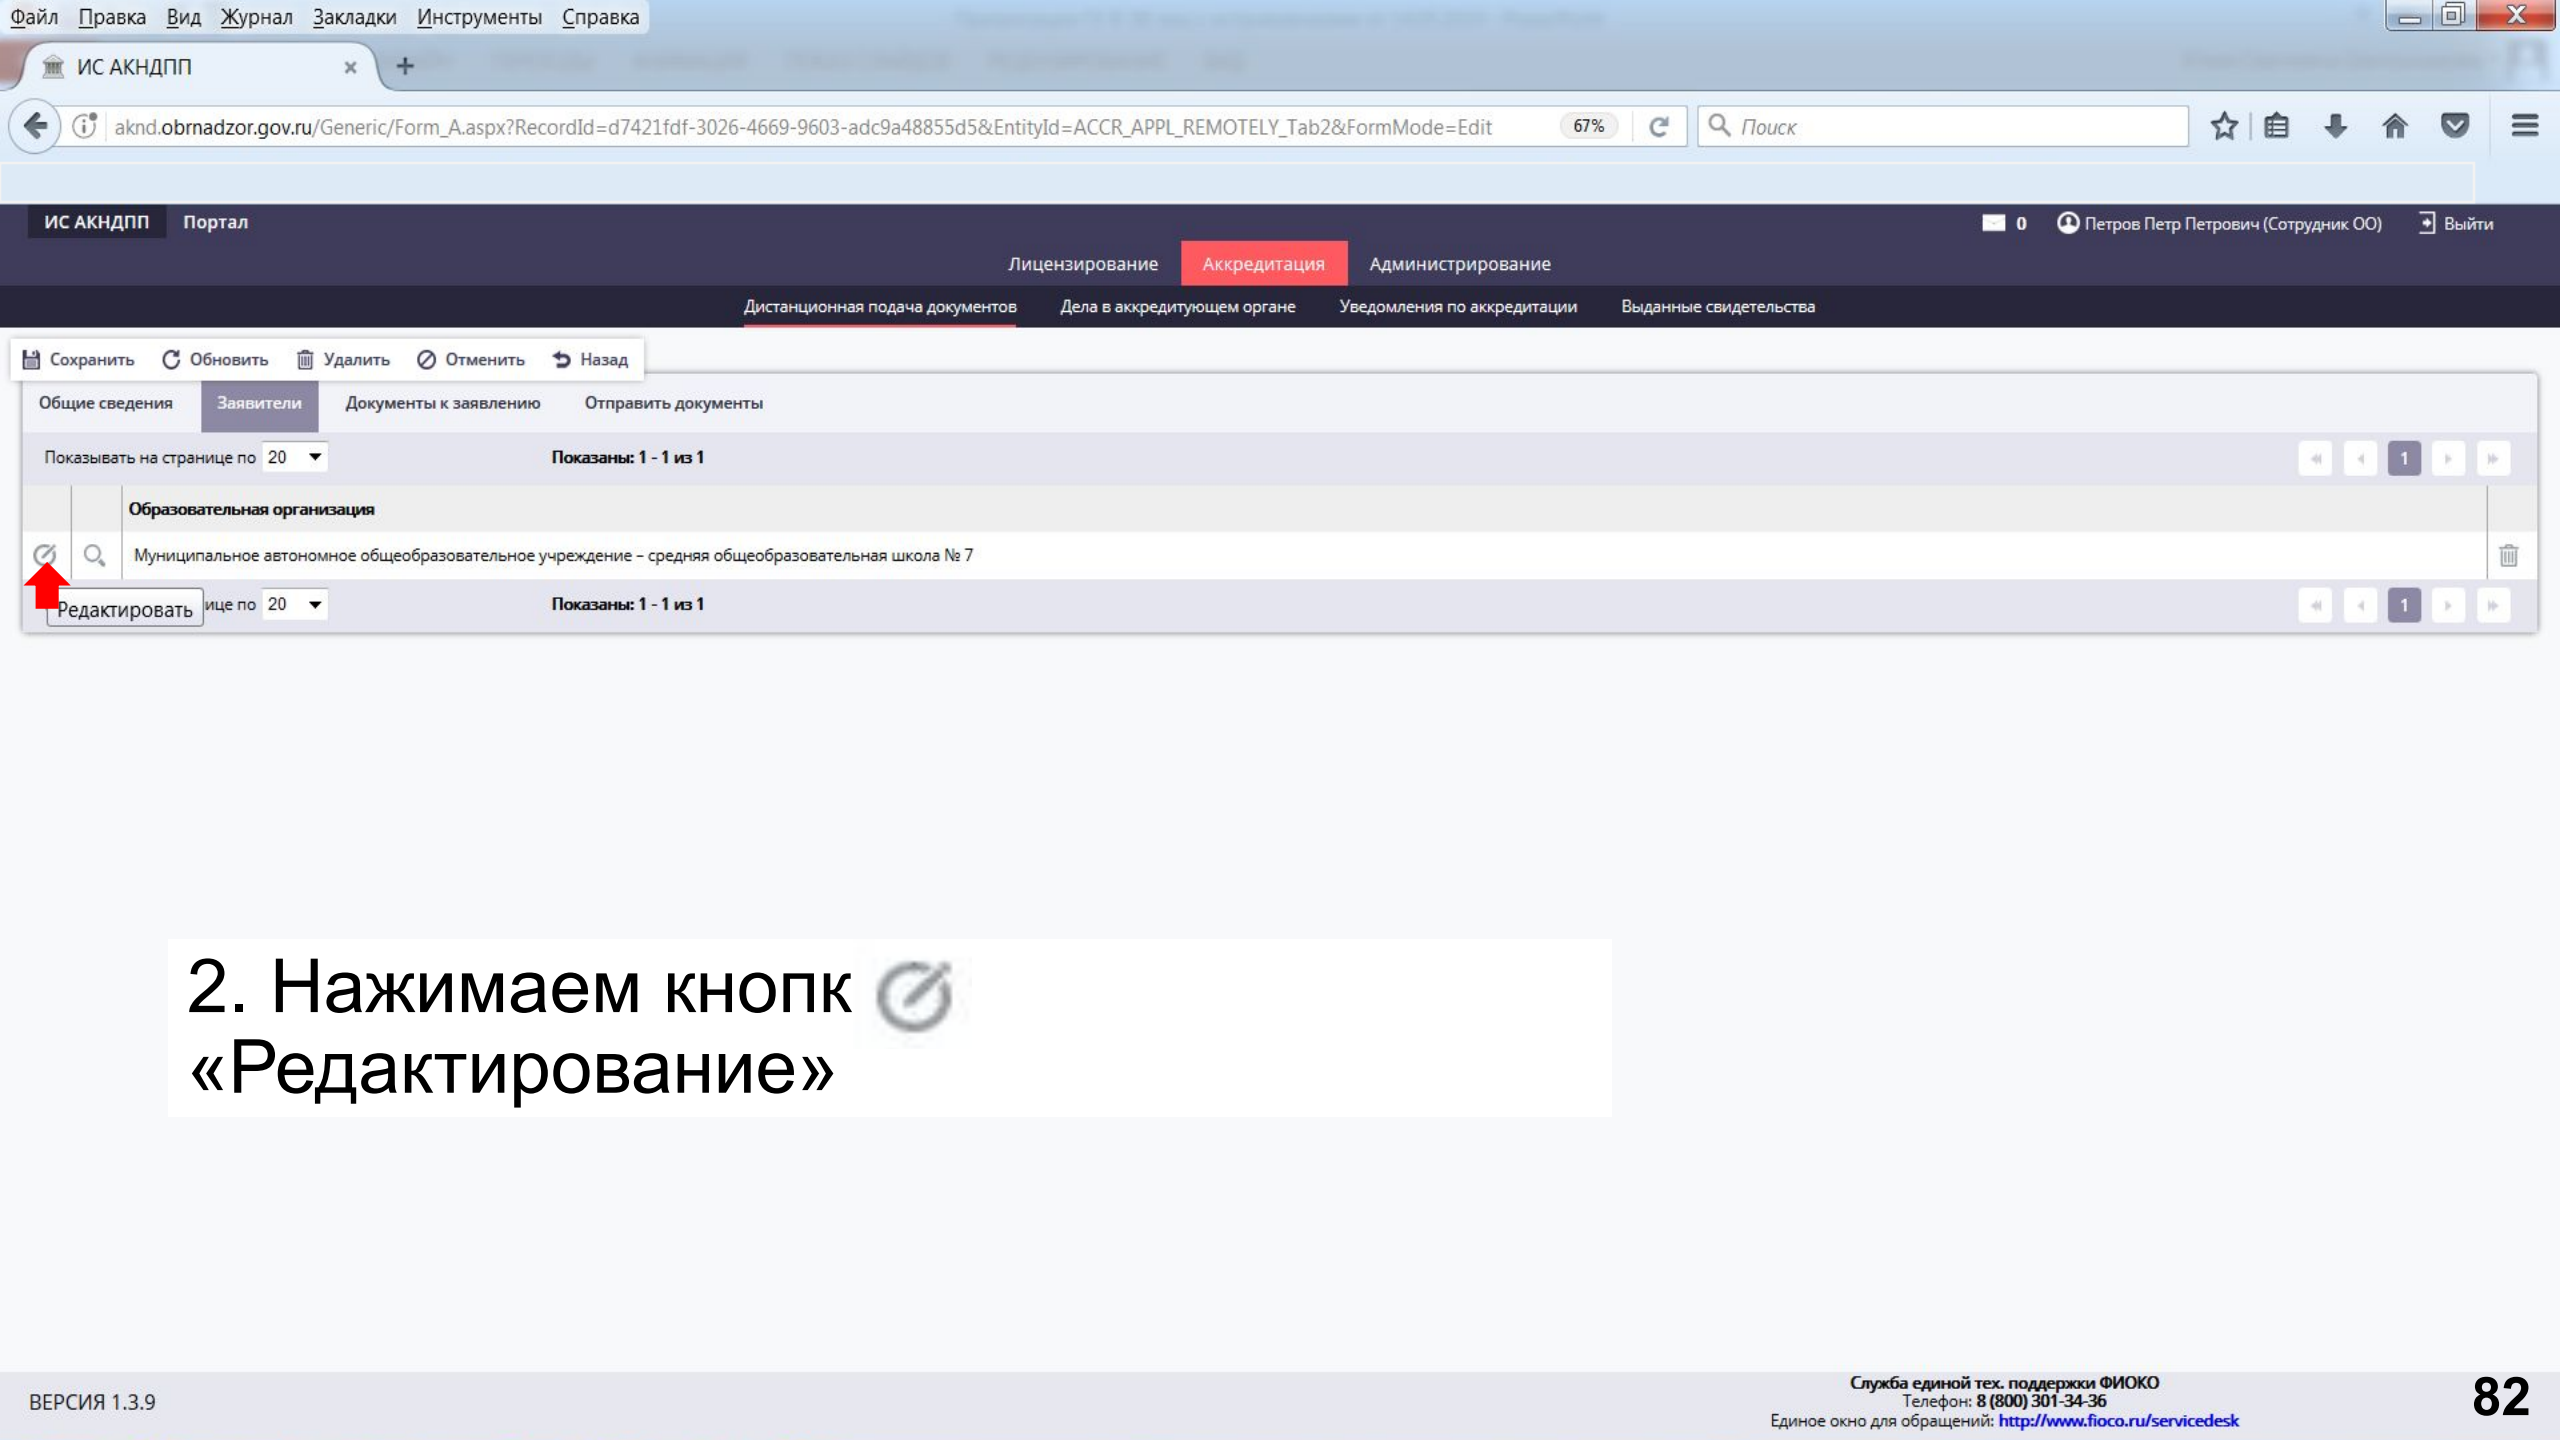 Файл Правка Вид Журнал Закладки Инструменты Справка
ИС АКНДПП
aknd.obrnadzor.gov.ru/Generic/Form_A.aspx?RecordId=d7421fdf-3026-4669-9603-adc9a48855d5&EntityId=ACCR_APPL_REMOTELY_Tab2&FormMode=Edit 67% Поиск
ИС АКНДПП Портал 0 Петров Петр Петрович (Сотрудник ОО) Выйти
Лицензирование Аккредитация Администрирование
Дистанционная подача документов Дела в аккредитующем органе Уведомления по аккредитации Выданные свидетельства
Сохранить Обновить Удалить Отменить Назад
Общие сведения Заявители Документы к заявлению Отправить документы
Показывать на странице по 20 Показаны: 1 - 1 из 1 1
Образовательная организация
Муниципальное автономное общеобразовательное учреждение – средняя общеобразовательная школа № 7
Редактировать ице по 20 Показаны: 1 - 1 из 1 1
2. Нажимаем кнопк
«Редактирование»
ВЕРСИЯ 1.3.9
Служба единой тех. поддержки ФИОКО
Телефон: 8 (800) 301-34-36
Единое окно для обращений: http://www.fioco.ru/servicedesk
82